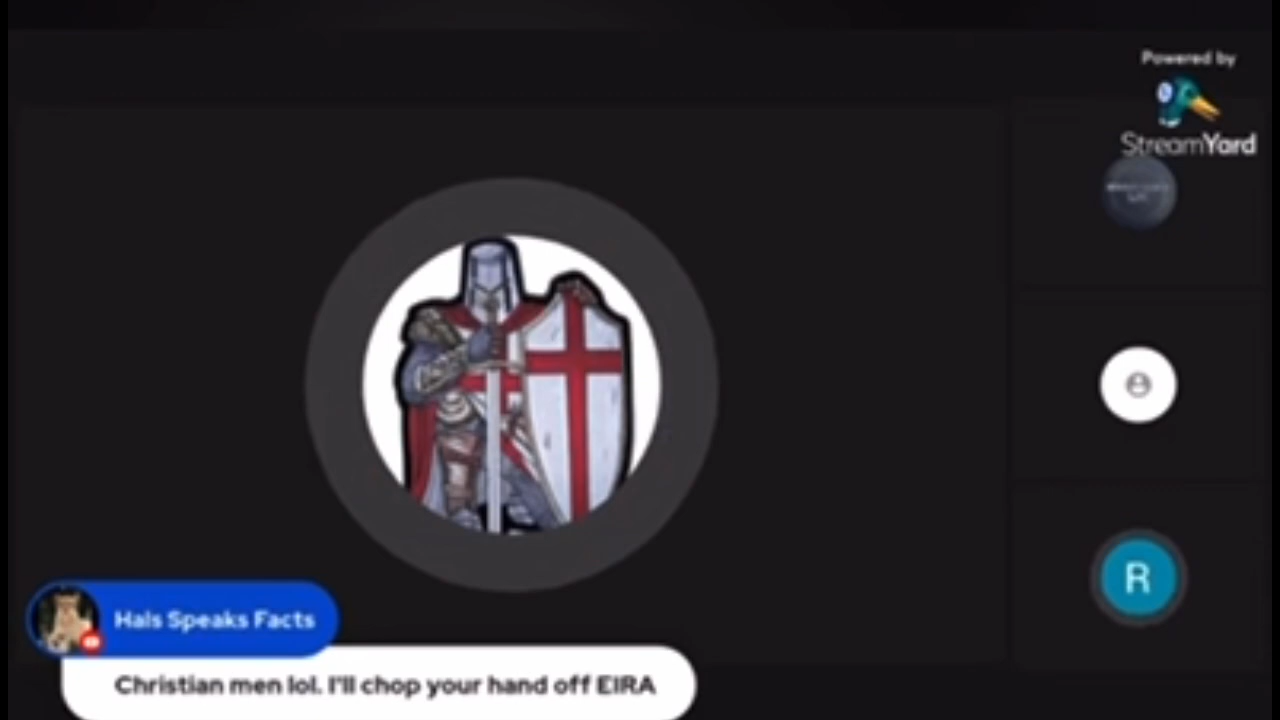 Powered by
StreamYard
R
Hals Speaks Facts
Christian men lol. I'll chop your hand off EIRA